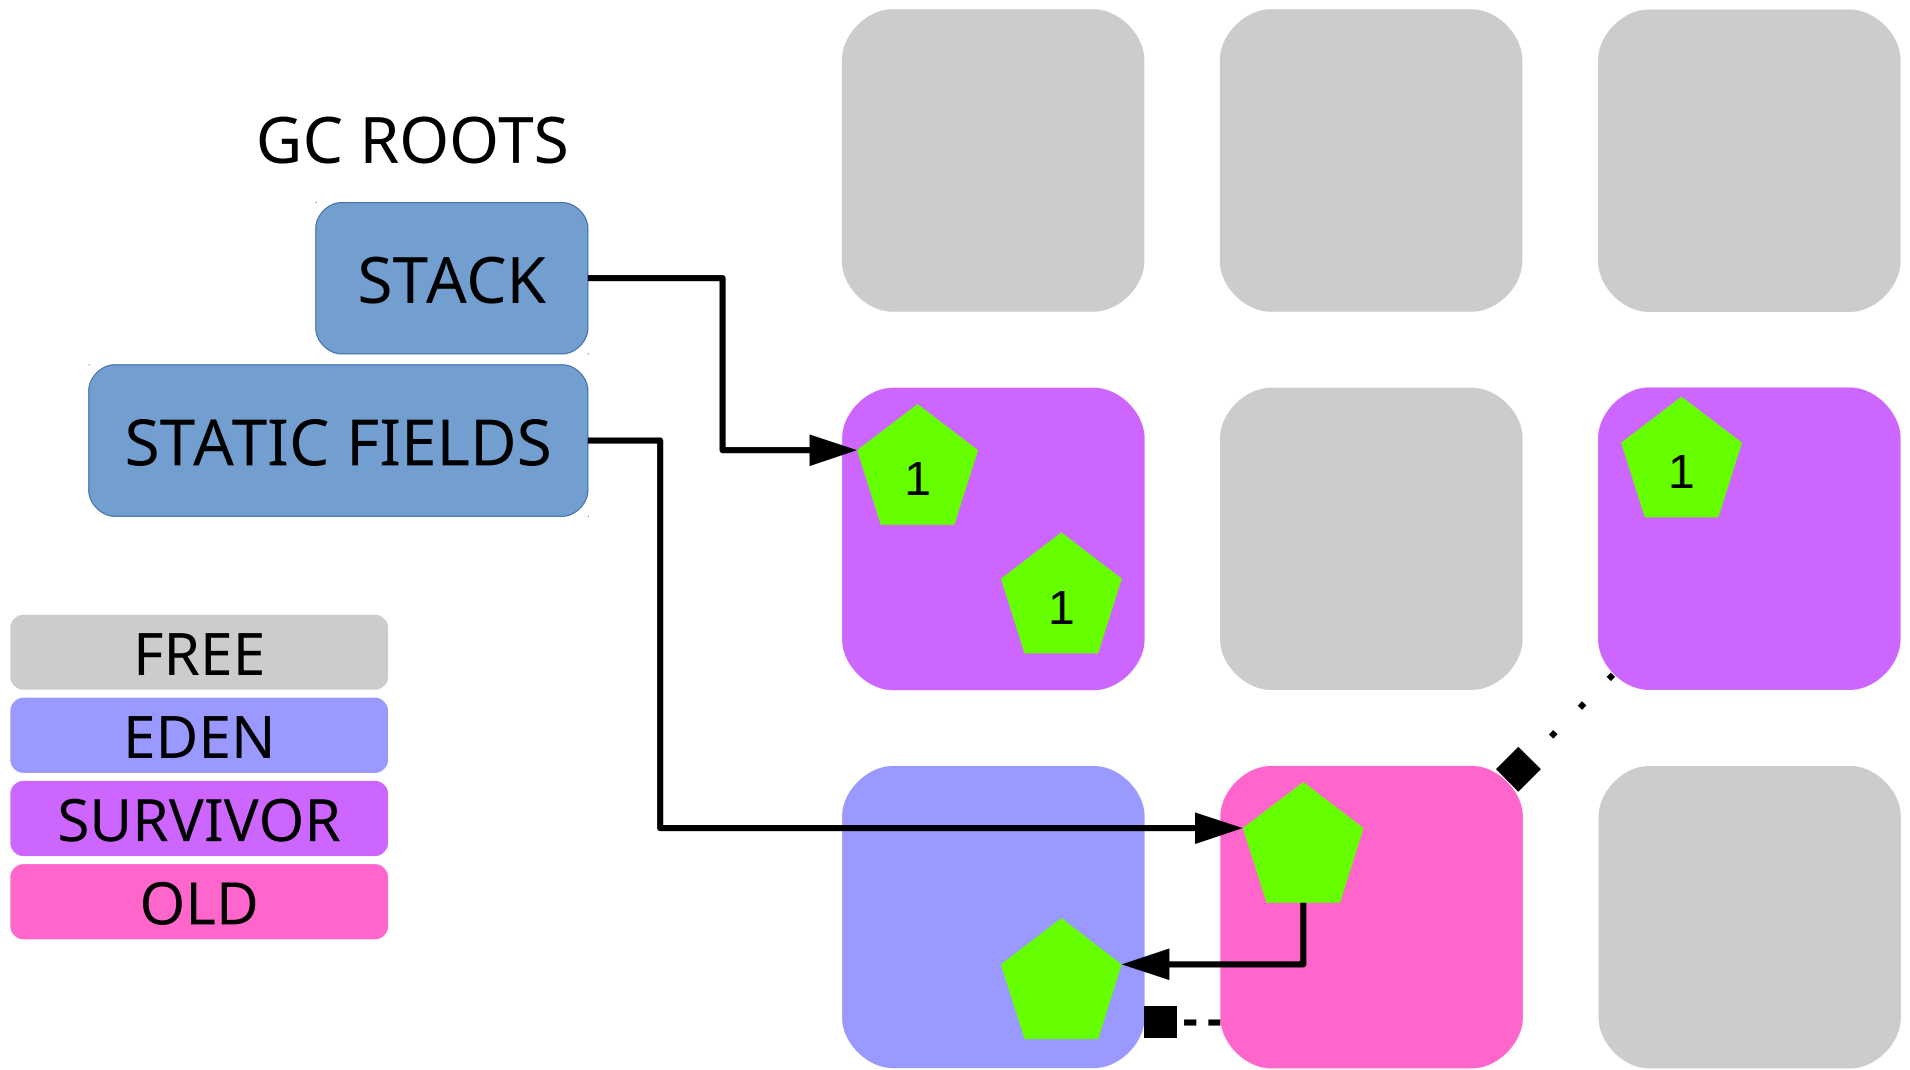 GC ROOTS
STACK
STATIC FIELDS
1
1
1
FREE
EDEN
SURVIVOR
OLD